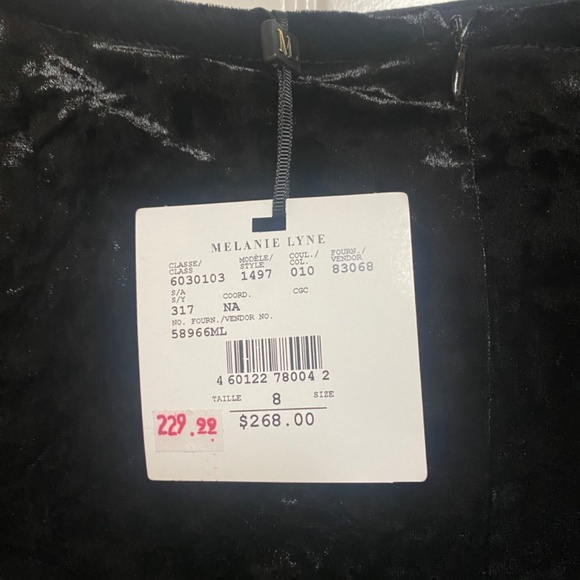 M
MELANIE LYNE
CLASSE/ CLASS MODÈLE/ STYLE COUL./ COL. FOURN./ VENDOR
6030103 1497 010 83068
S/A S/Y COORD. CGC
317 NA
NO. FOURN./VENDOR NO.
58966ML
4 60122 78004 2
TAILLE 8 SIZE
229.99 $268.00